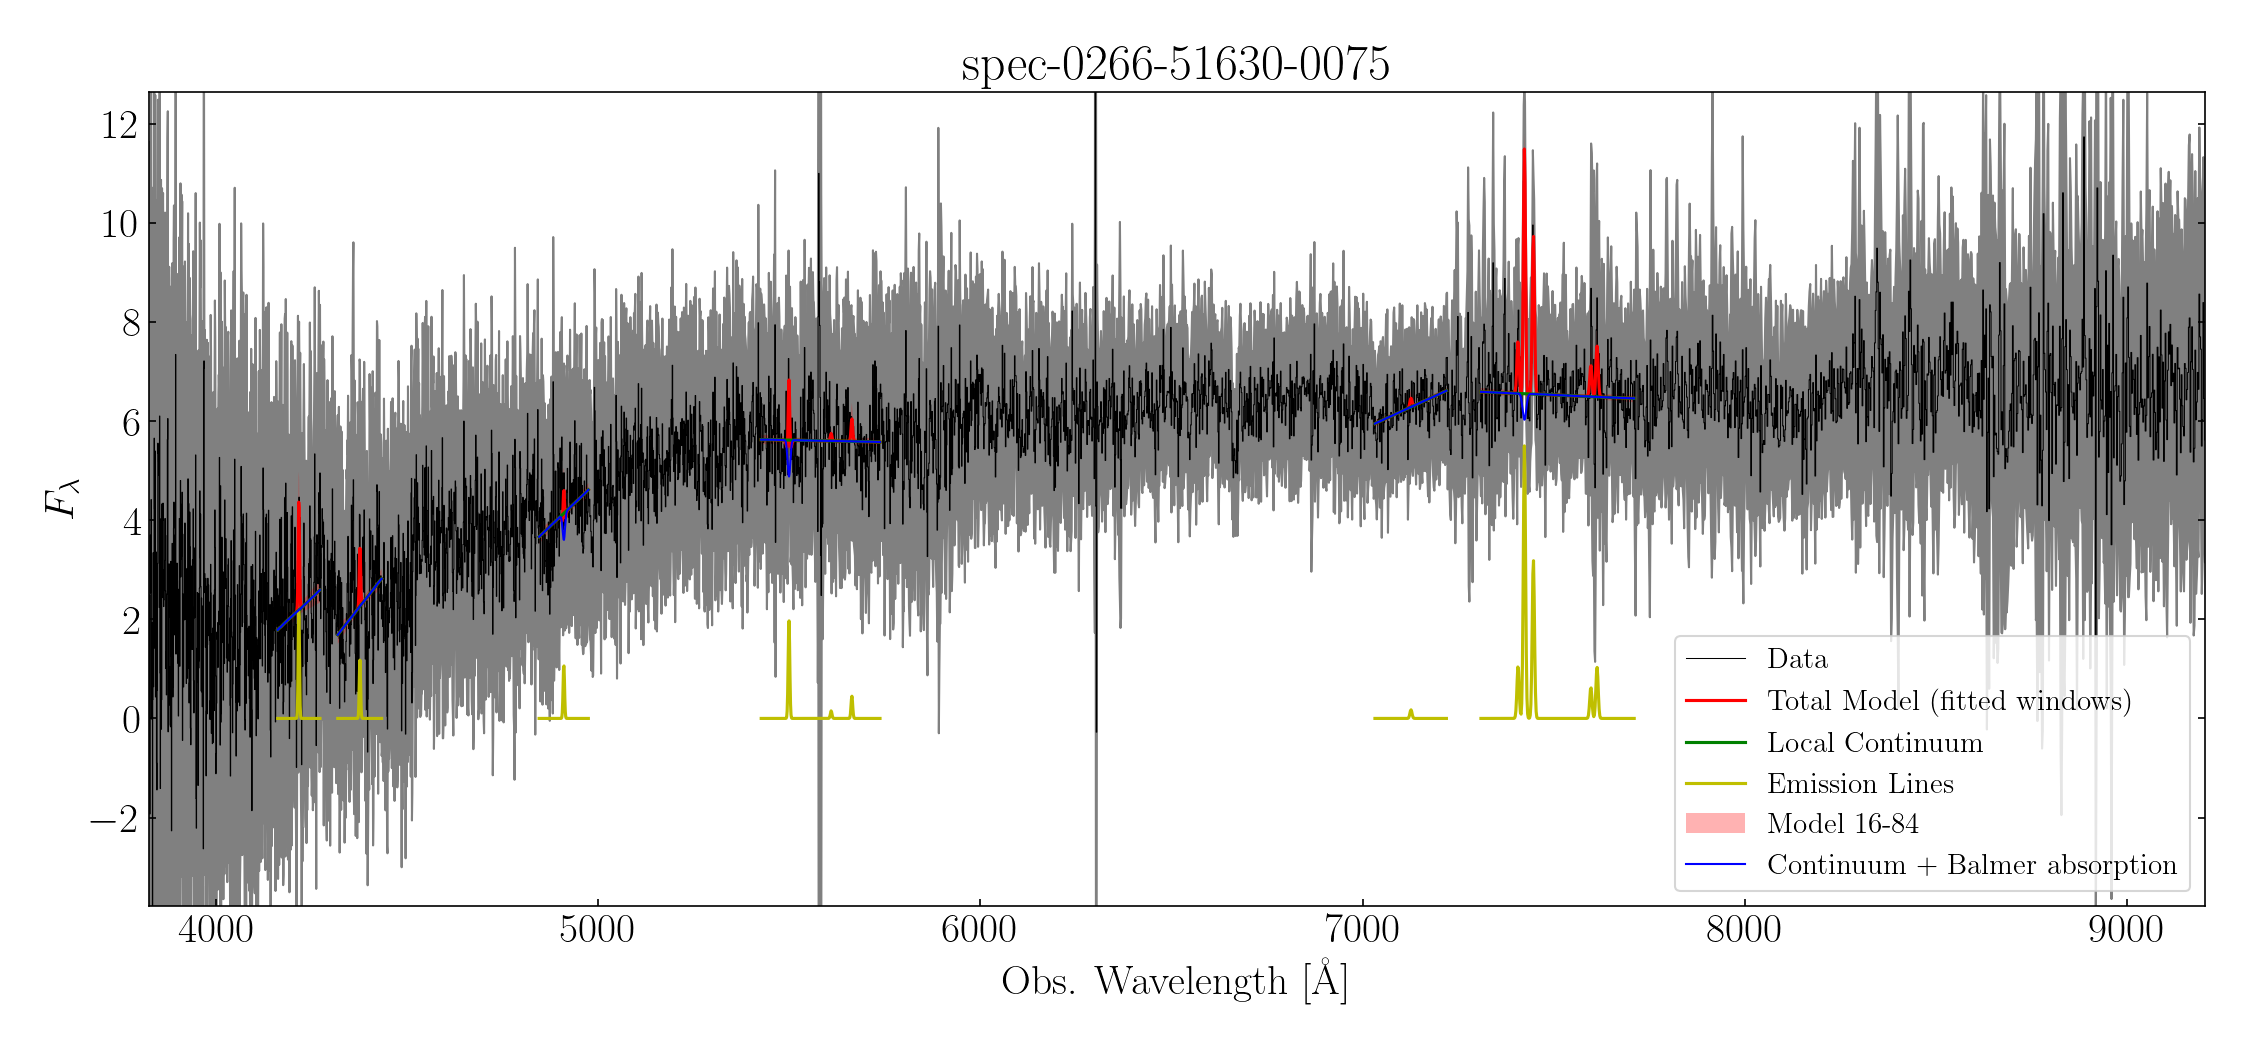 spec-0266-51630-0075
12
10
8
6
4
2
0
−2
F_λ
4000 5000 6000 7000 8000 9000
Obs. Wavelength [Å]
Data
Total Model (fitted windows)
Local Continuum
Emission Lines
Model 16-84
Continuum + Balmer absorption